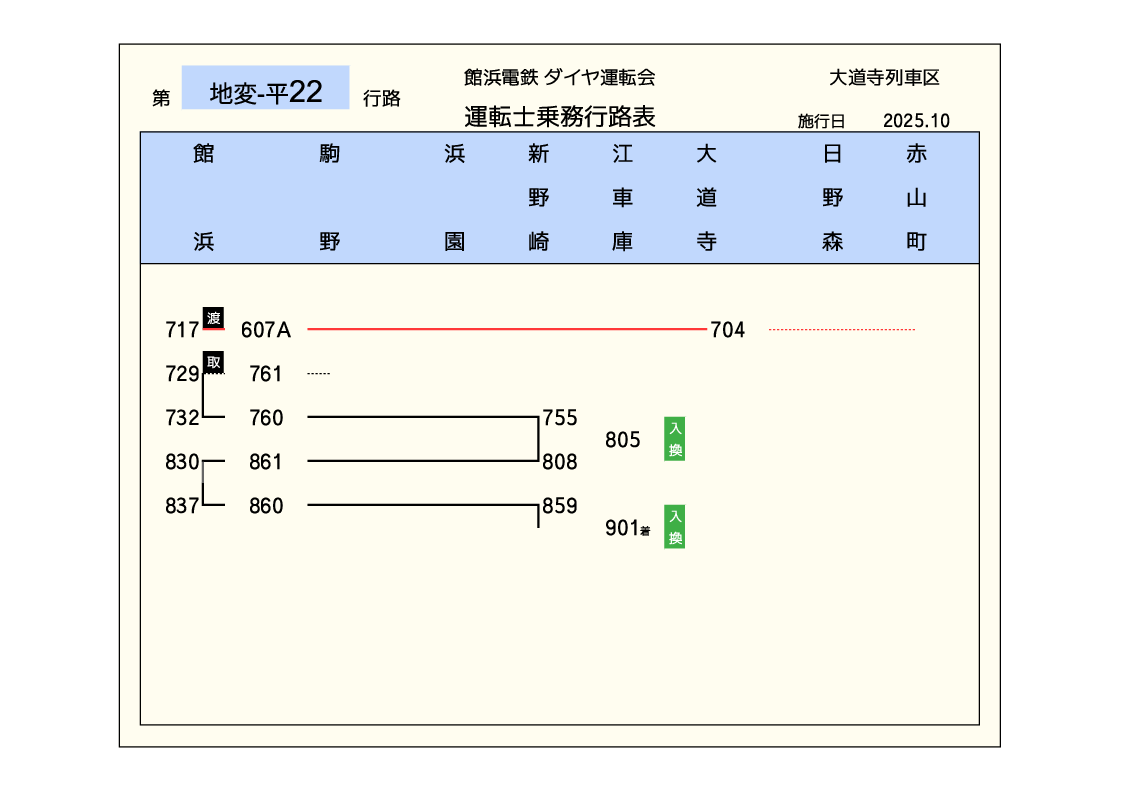 館浜電鉄 ダイヤ運転会
大道寺列車区
第 地変-平22 行路
運転士乗務行路表
施行日 2025.10
館浜 駒野 浜園 新野崎 江車庫 大道寺 日野森 赤山町
717 渡 607A 704
729 取 761
732 760 755
805 入換
830 861 808
837 860 859
901着 入換